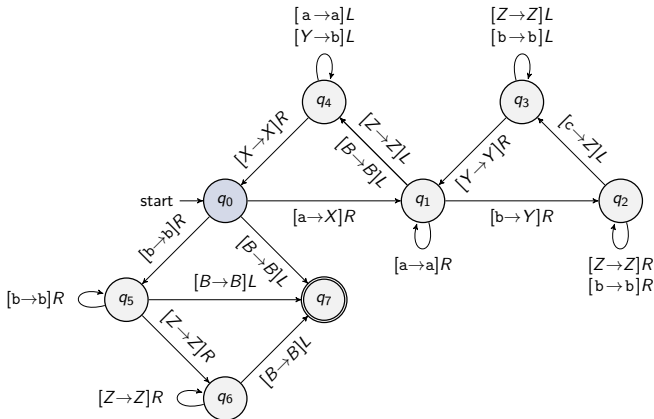 [a→a]L
[Y→b]L
[Z→Z]L
[b→b]L
q4
q3
[X→X]R
[Z→Z]L
[B→B]L
[Y→Y]R
[c→Z]L
start
q0
[a→X]R
q1
[b→Y]R
q2
[b→b]R
[B→B]L
[a→a]R
[Z→Z]R
[b→b]R
[b→b]R
q5
[B→B]L
q7
[Z→Z]R
[B→B]L
[Z→Z]R
q6